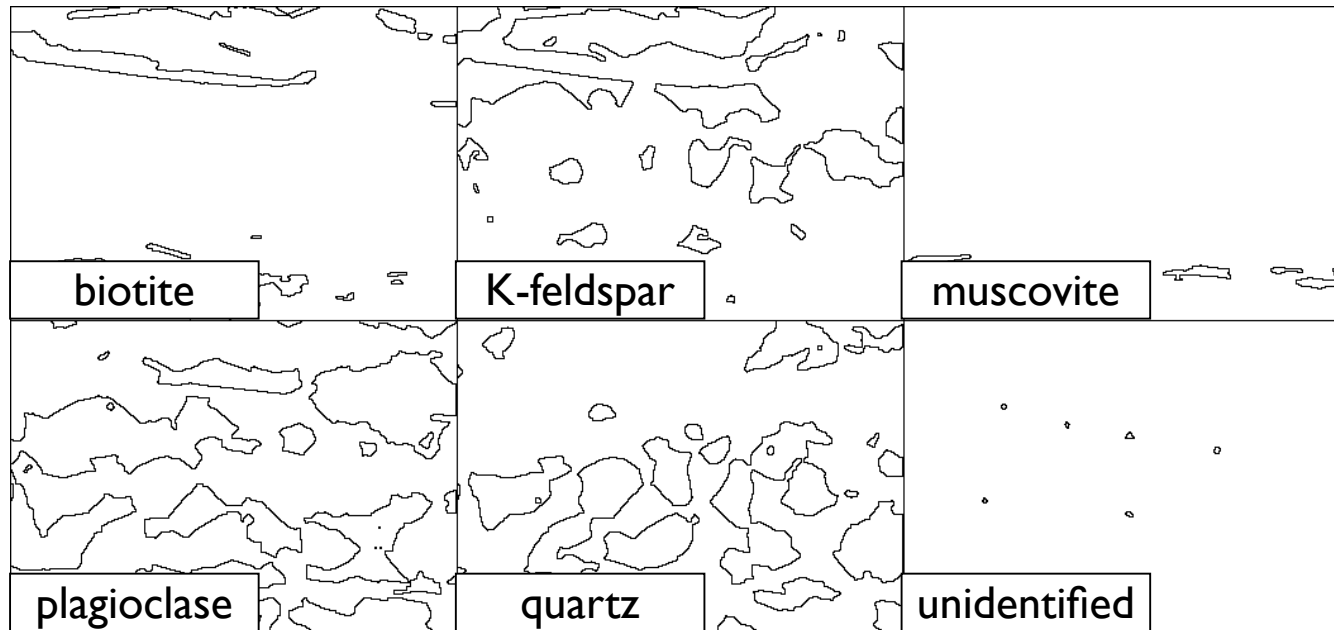 biotite
K-feldspar
muscovite
plagioclase
quartz
unidentified